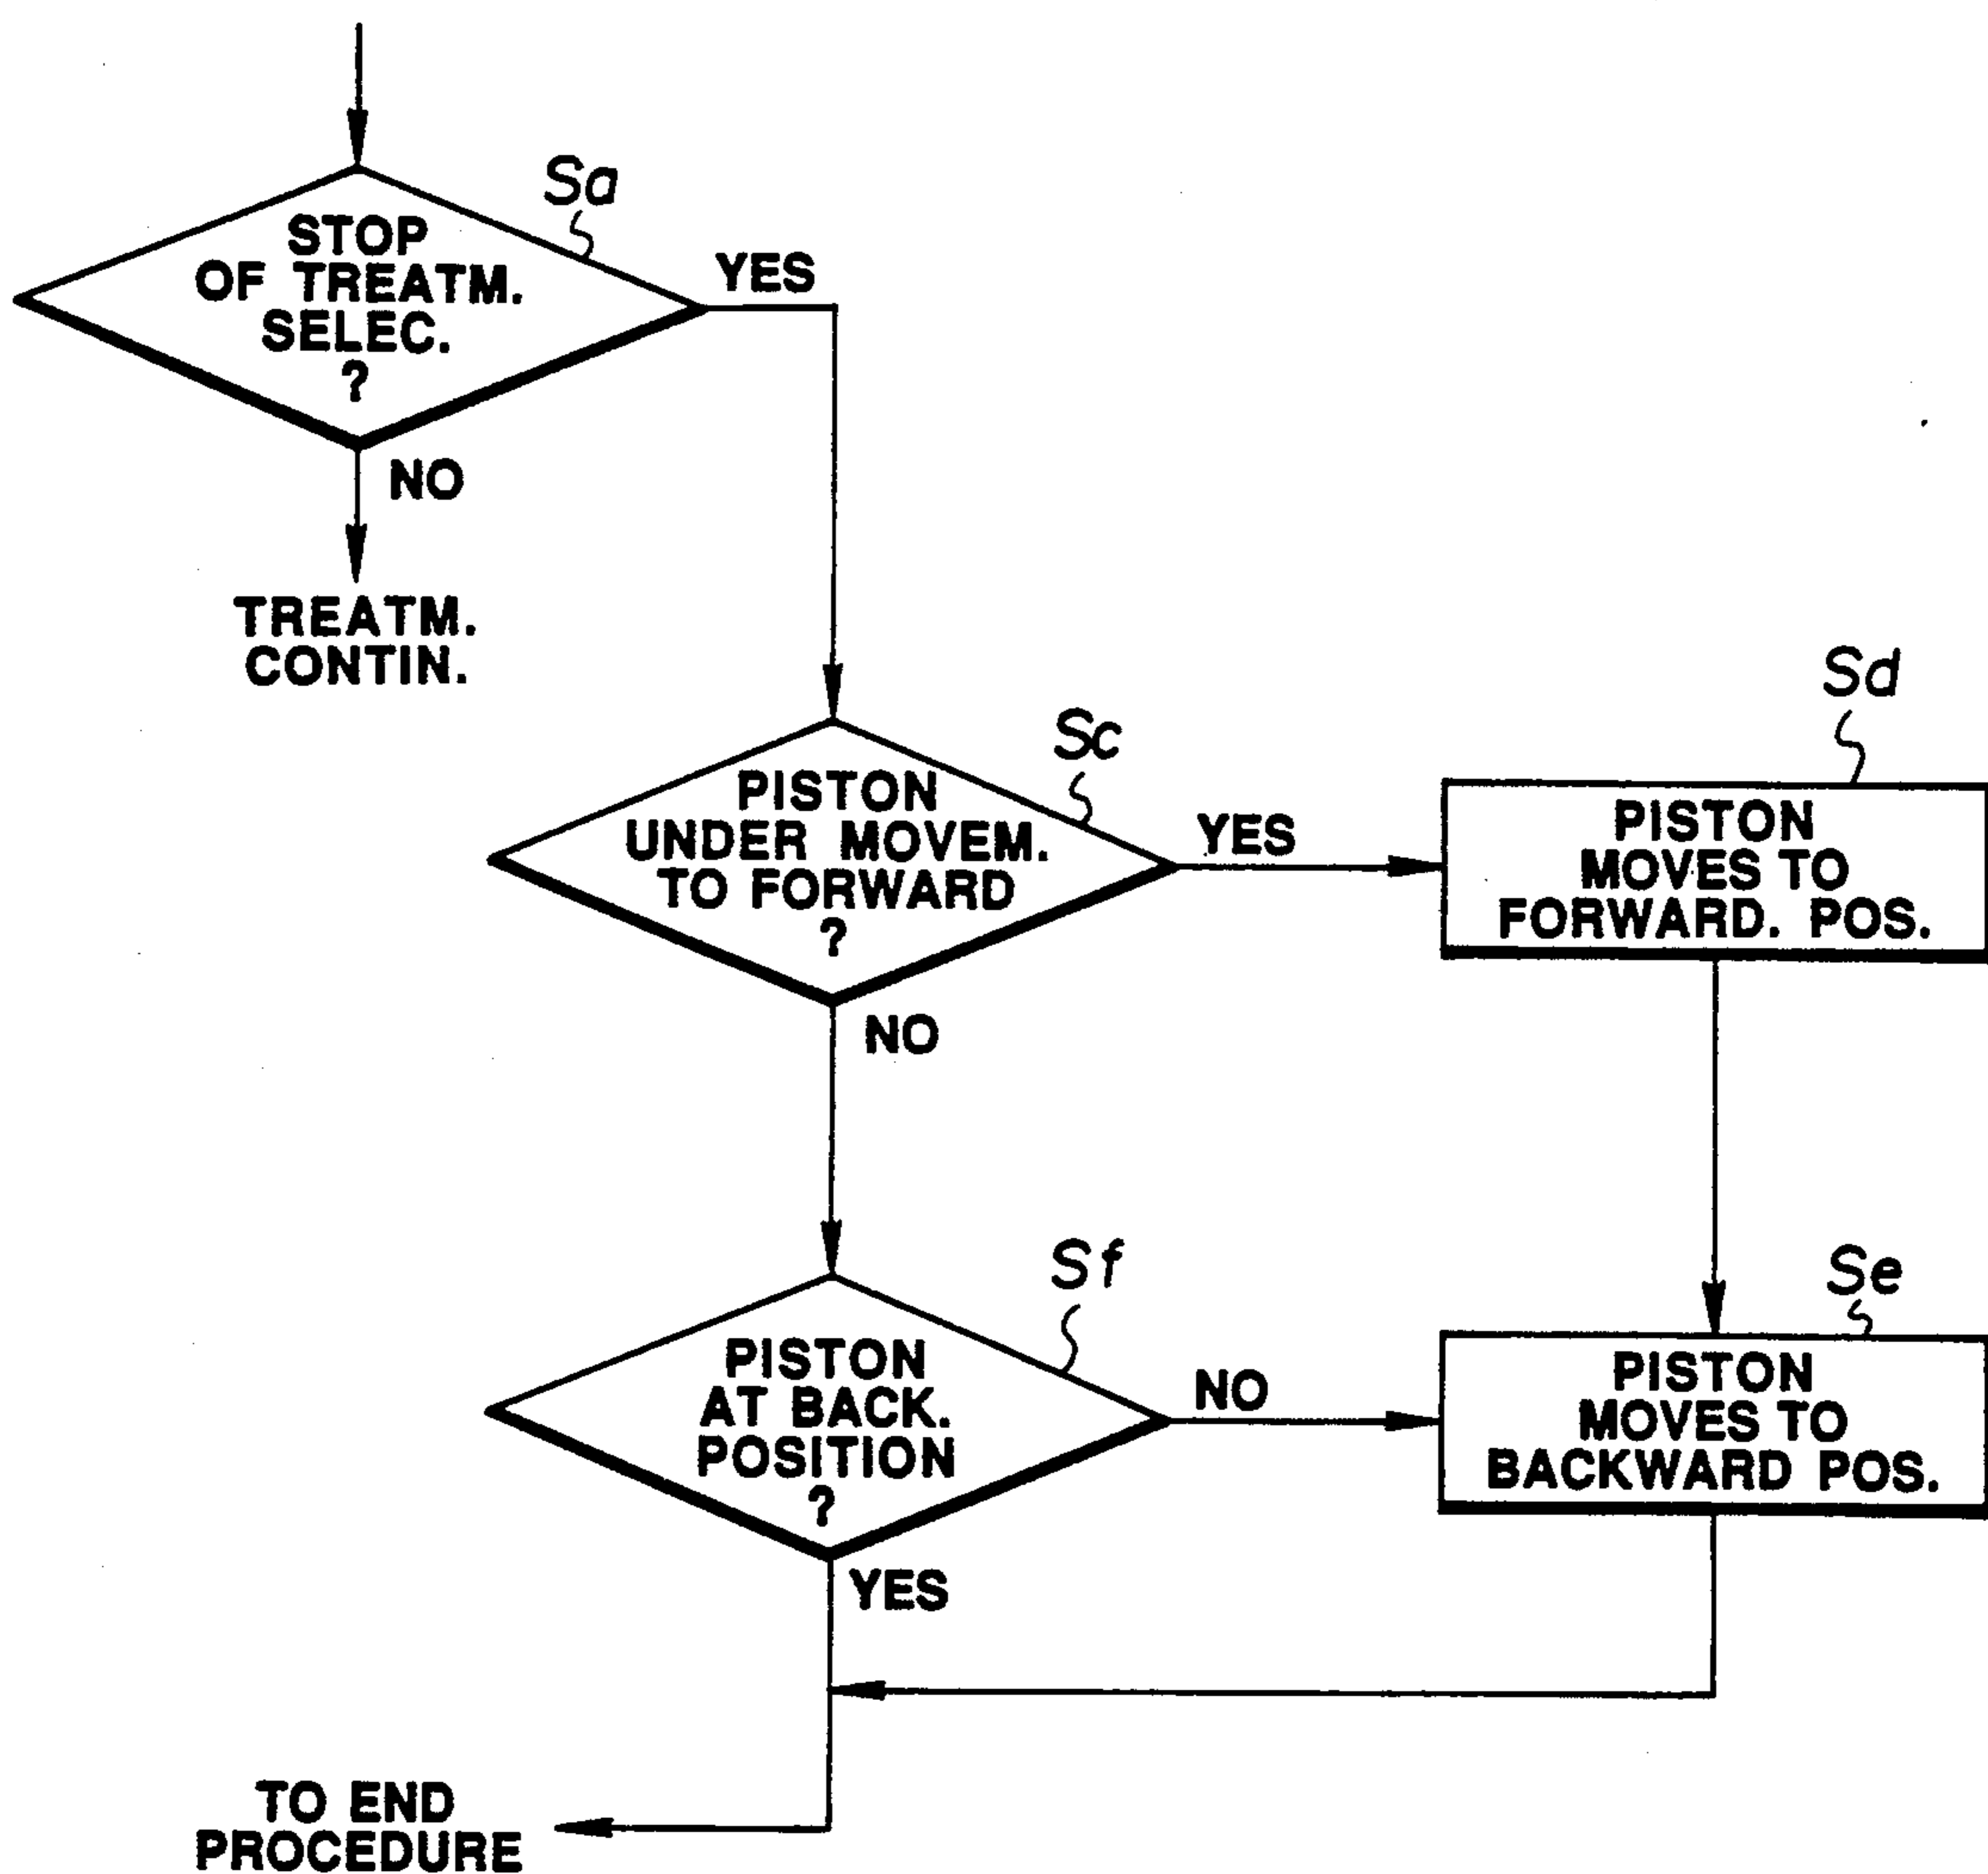 Sa
STOP
OF TREATM.
SELEC.
?
YES
NO
TREATM.
CONTIN.
Sc
PISTON
UNDER MOVEM.
TO FORWARD
?
YES
NO
Sd
PISTON
MOVES TO
FORWARD. POS.
Sf
PISTON
AT BACK.
POSITION
?
NO
YES
Se
PISTON
MOVES TO
BACKWARD POS.
TO END
PROCEDURE